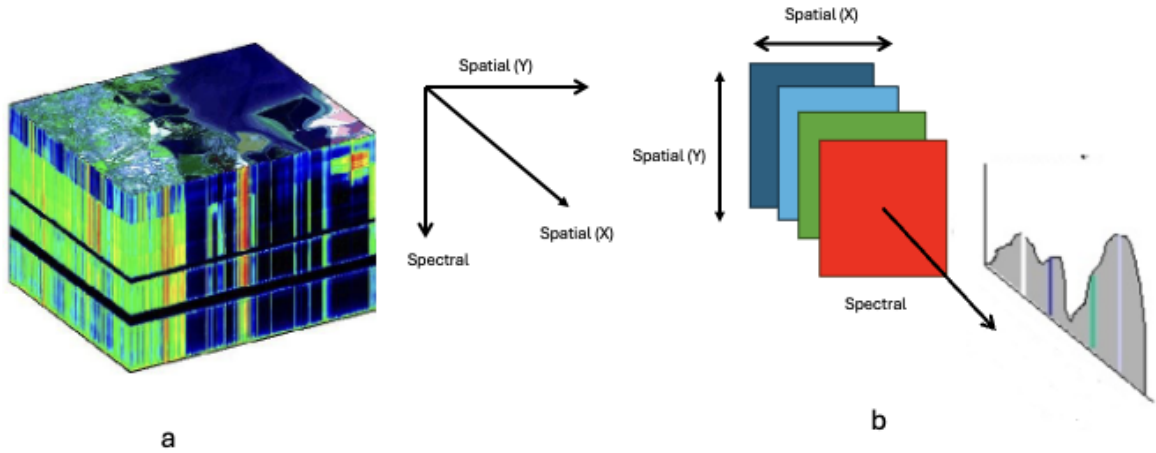 Spatial (Y)
Spatial (X)
Spectral
a
Spatial (X)
Spatial (Y)
Spectral
b